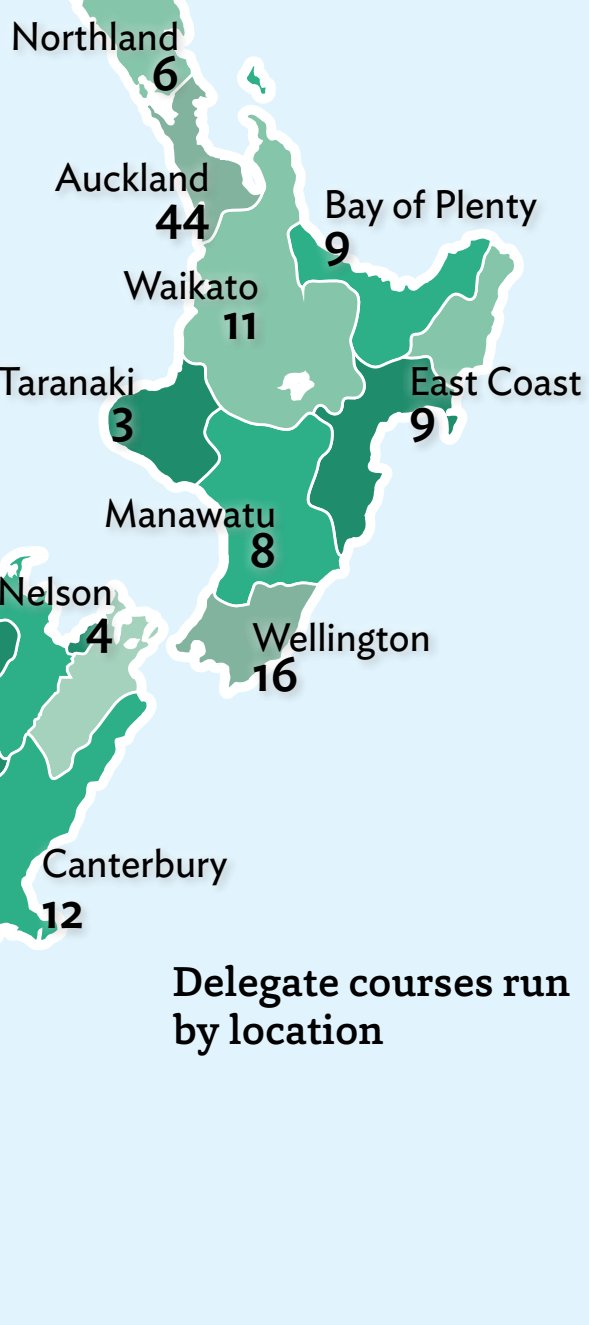 Northland
6
Auckland
44
Bay of Plenty
9
Waikato
11
Taranaki
3
East Coast
9
Manawatu
8
Nelson
4
Wellington
16
Canterbury
12
Delegate courses run
by location